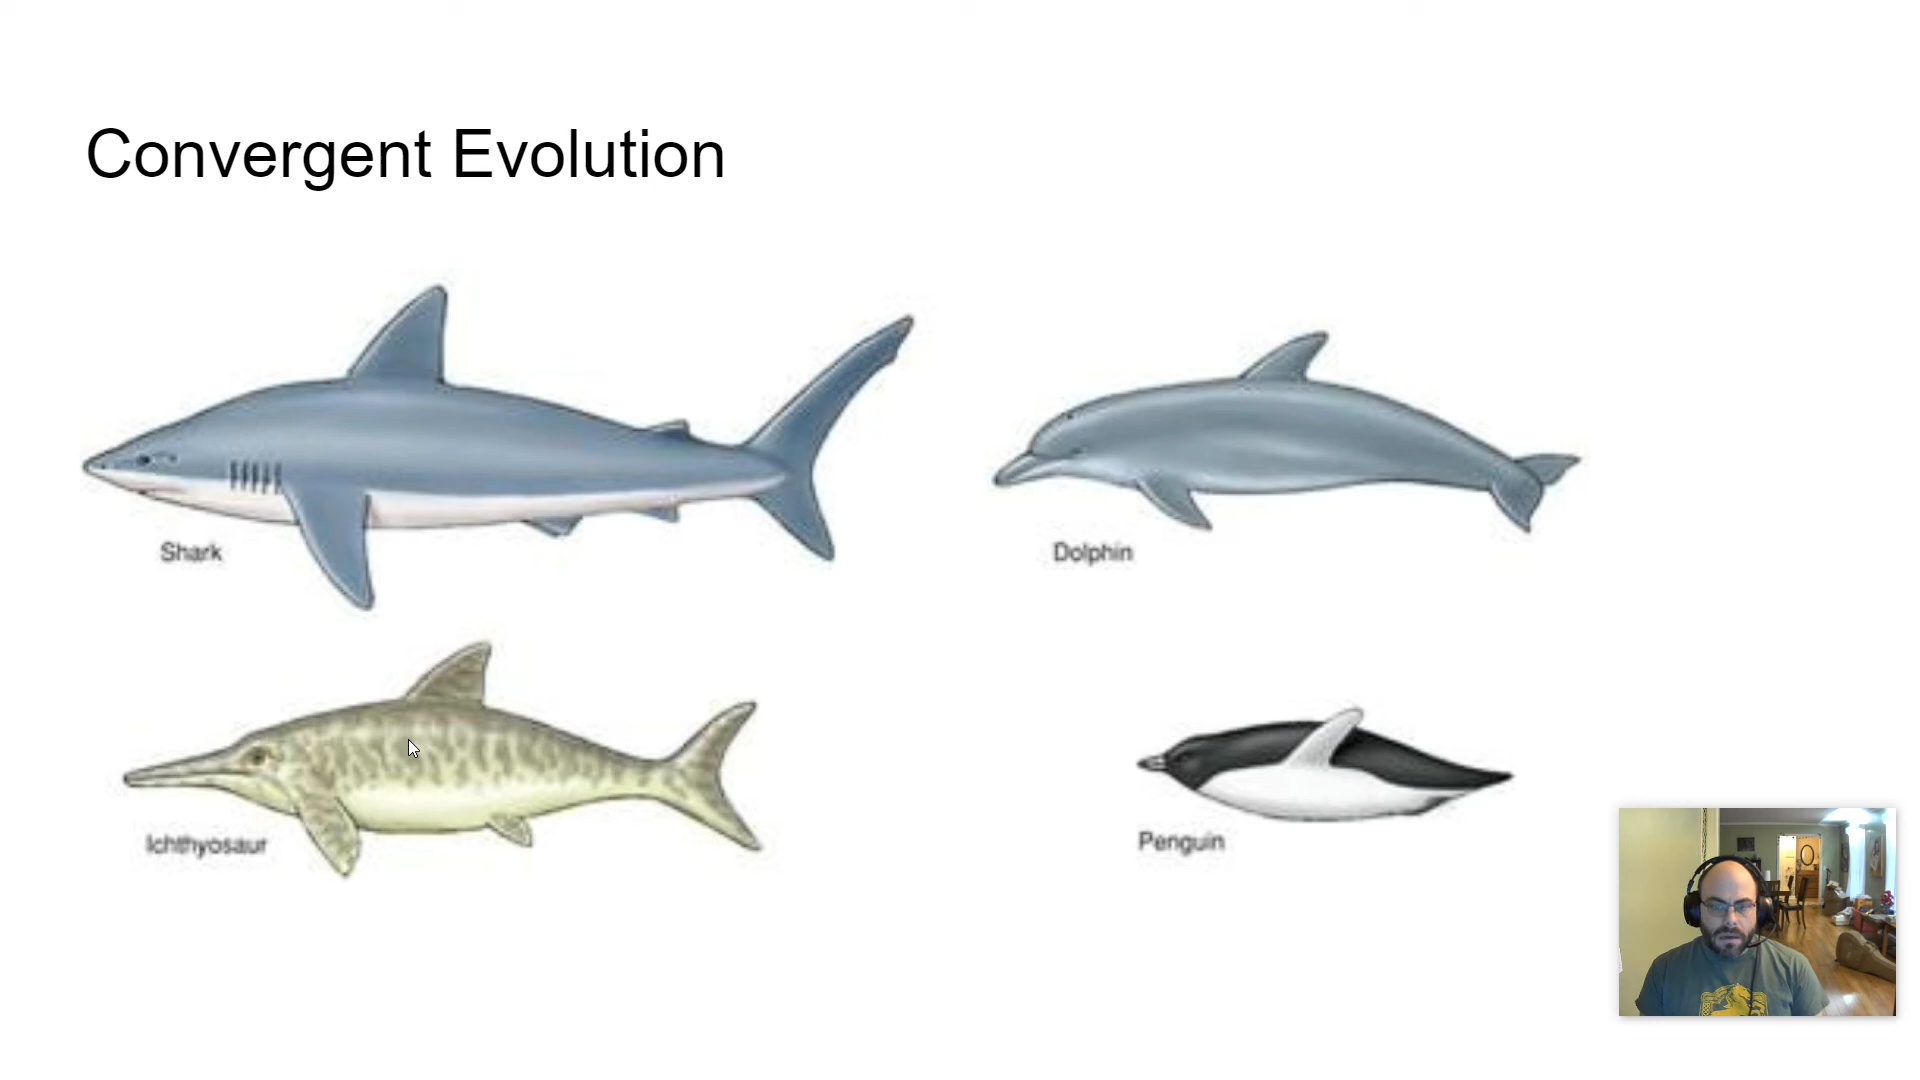 Convergent Evolution
Shark
Dolphin
Ichthyosaur
Penguin